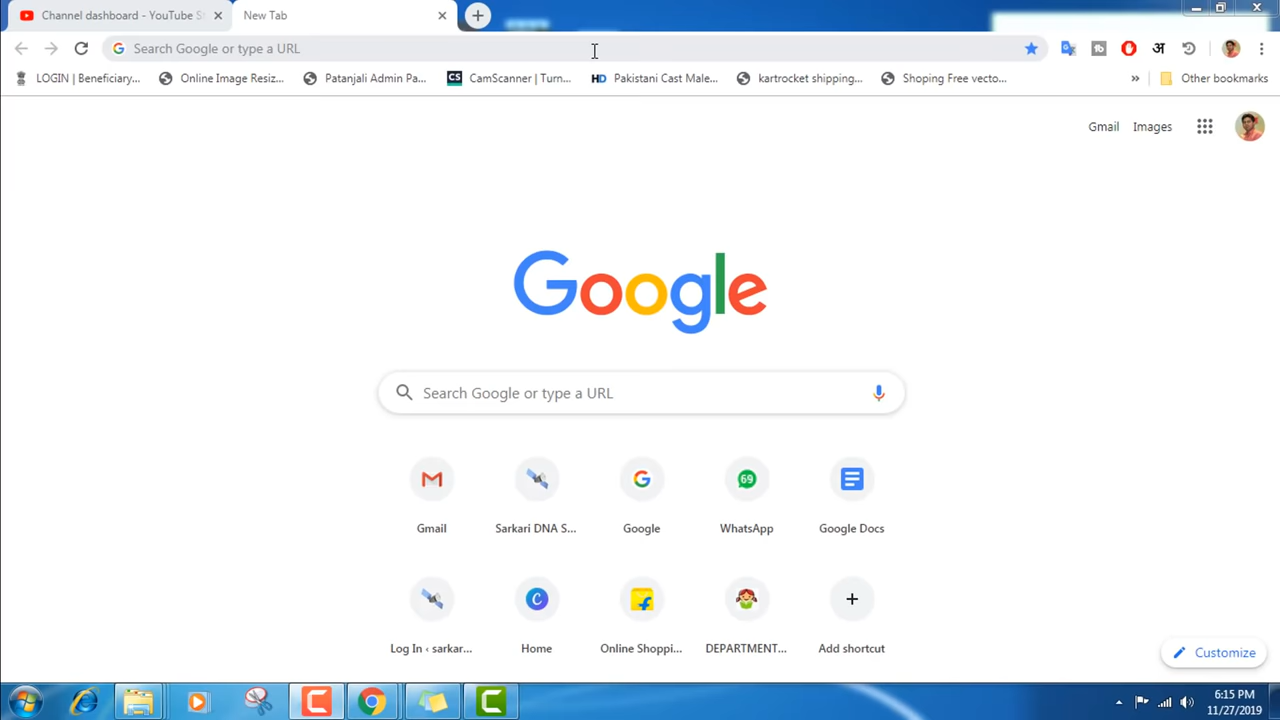 Channel dashboard - YouTube S
New Tab
Search Google or type a URL
अ
LOGIN | Beneficiary...
Online Image Resiz...
Patanjali Admin Pa...
CS
CamScanner | Turn...
HD
Pakistani Cast Male...
kartrocket shipping...
Shoping Free vecto...
»
Other bookmarks
Gmail
Images
Google
Search Google or type a URL
69
Gmail
Sarkari DNA S...
Google
WhatsApp
Google Docs
Log In ‹ sarkar...
Home
Online Shoppi...
DEPARTMENT...
Add shortcut
Customize
6:15 PM
11/27/2019